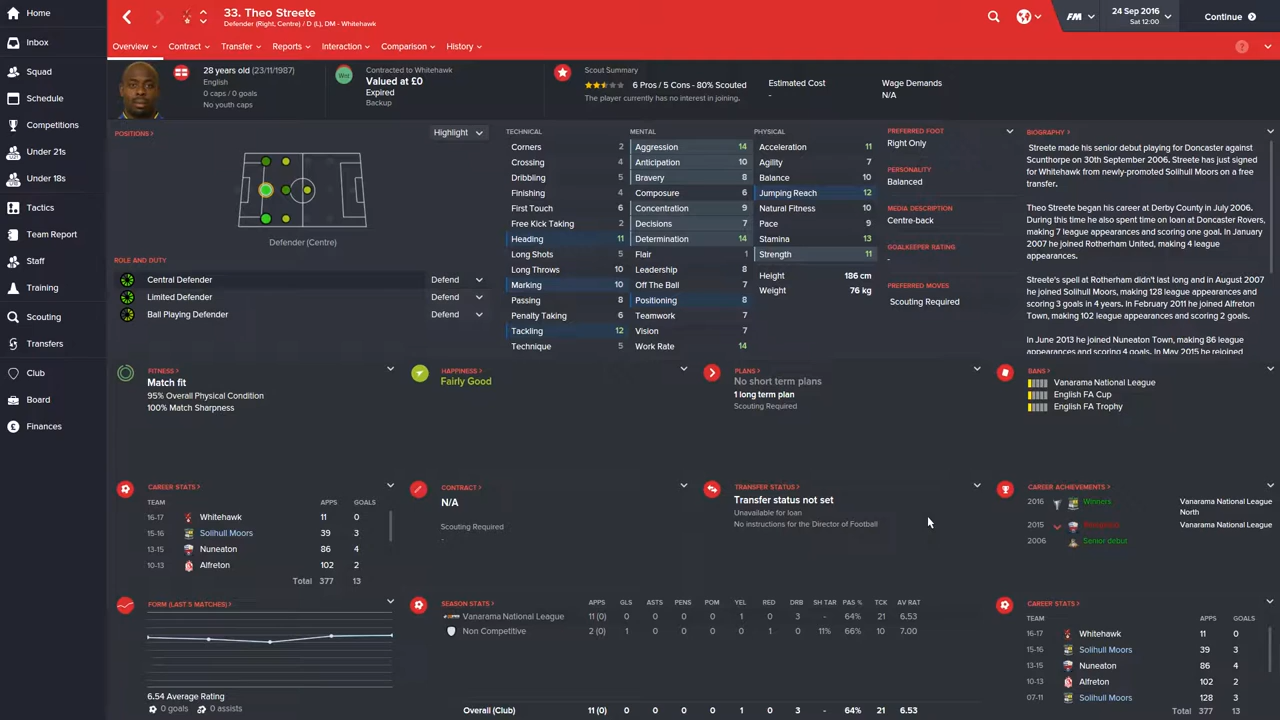 Home
Inbox
Squad
Schedule
Competitions
Under 21s
Under 18s
Tactics
Team Report
Staff
Training
Scouting
Transfers
Club
Board
Finances
33. Theo Streete
Defender (Right, Centre) / D (L), DM - Whitehawk
FM
24 Sep 2016
Sat 12:00
Continue
Overview
Contract
Transfer
Reports
Interaction
Comparison
History
28 years old (23/11/1987)
English
0 caps / 0 goals
No youth caps
Contracted to Whitehawk
Valued at £0
Expired
Backup
Wnt
Scout Summary
6 Pros / 5 Cons - 80% Scouted
The player currently has no interest in joining.
Estimated Cost
-
Wage Demands
N/A
POSITIONS
Highlight
Defender (Centre)
ROLE AND DUTY
Central Defender Defend
Limited Defender Defend
Ball Playing Defender Defend
TECHNICAL
Corners 2
Crossing 4
Dribbling 5
Finishing 4
First Touch 6
Free Kick Taking 2
Heading 11
Long Shots 5
Long Throws 10
Marking 10
Passing 8
Penalty Taking 6
Tackling 12
Technique 5
MENTAL
Aggression 14
Anticipation 10
Bravery 8
Composure 6
Concentration 9
Decisions 7
Determination 14
Flair 1
Leadership 8
Off The Ball 7
Positioning 8
Teamwork 7
Vision 7
Work Rate 14
PHYSICAL
Acceleration 11
Agility 7
Balance 10
Jumping Reach 12
Natural Fitness 10
Pace 9
Stamina 13
Strength 11
Height 186 cm
Weight 76 kg
PREFERRED FOOT
Right Only
PERSONALITY
Balanced
MEDIA DESCRIPTION
Centre-back
GOALKEEPER RATING
-
PREFERRED MOVES
Scouting Required
BIOGRAPHY
Streete made his senior debut playing for Doncaster against
Scunthorpe on 30th September 2006. Streete has just signed
for Whitehawk from newly-promoted Solihull Moors on a free
transfer.
Theo Streete began his career at Derby County in July 2006.
During this time he also spent time on loan at Doncaster Rovers,
making 7 league appearances and scoring one goal. In January
2007 he joined Rotherham United, making 4 league
appearances.
Streete's spell at Rotherham didn't last long and in August 2007
he joined Solihull Moors, making 128 league appearances and
scoring 3 goals in 4 years. In February 2011 he joined Alfreton
Town, making 102 league appearances and scoring 2 goals.
In June 2013 he joined Nuneaton Town, making 86 league
appearances and scoring 4 goals. In May 2015 he rejoined
FITNESS
Match fit
95% Overall Physical Condition
100% Match Sharpness
HAPPINESS
Fairly Good
PLANS
No short term plans
1 long term plan
Scouting Required
BANS
Vanarama National League
English FA Cup
English FA Trophy
CAREER STATS
TEAM APPS GOALS
16-17 Whitehawk 11 0
15-16 Solihull Moors 39 3
13-15 Nuneaton 86 4
10-13 Alfreton 102 2
Total 377 13
CONTRACT
N/A
Scouting Required
-
TRANSFER STATUS
Transfer status not set
Unavailable for loan
No instructions for the Director of Football
CAREER ACHIEVEMENTS
2016 Winners Vanarama National League
North
2015 Vanarama National League
2006 Senior debut
FORM (LAST 5 MATCHES)
6.54 Average Rating
0 goals 0 assists
SEASON STATS APPS GLS ASTS PENS POM YEL RED DRB SH TAR PAS % TCK AV RAT
Vanarama National League 11 (0) 0 0 0 0 1 0 3 - 64% 21 6.53
Non Competitive 2 (0) 1 0 0 0 0 0 1 11% 66% 10 7.00
Overall (Club) 11 (0) 0 0 0 0 1 0 3 - 64% 21 6.53
CAREER STATS
TEAM APPS GOALS
16-17 Whitehawk 11 0
15-16 Solihull Moors 39 3
13-15 Nuneaton 86 4
10-13 Alfreton 102 2
07-11 Solihull Moors 128 3
Total 377 13